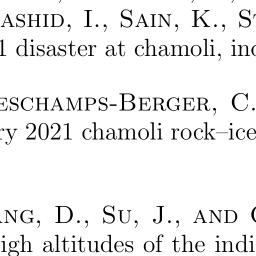 ASHID, I., SAIN, K., S
1 disaster at chamoli, in
ESCHAMPS-BERGER, C.
ry 2021 chamoli rock–ice
ANG, D., SU, J., AND
igh altitudes of the indi